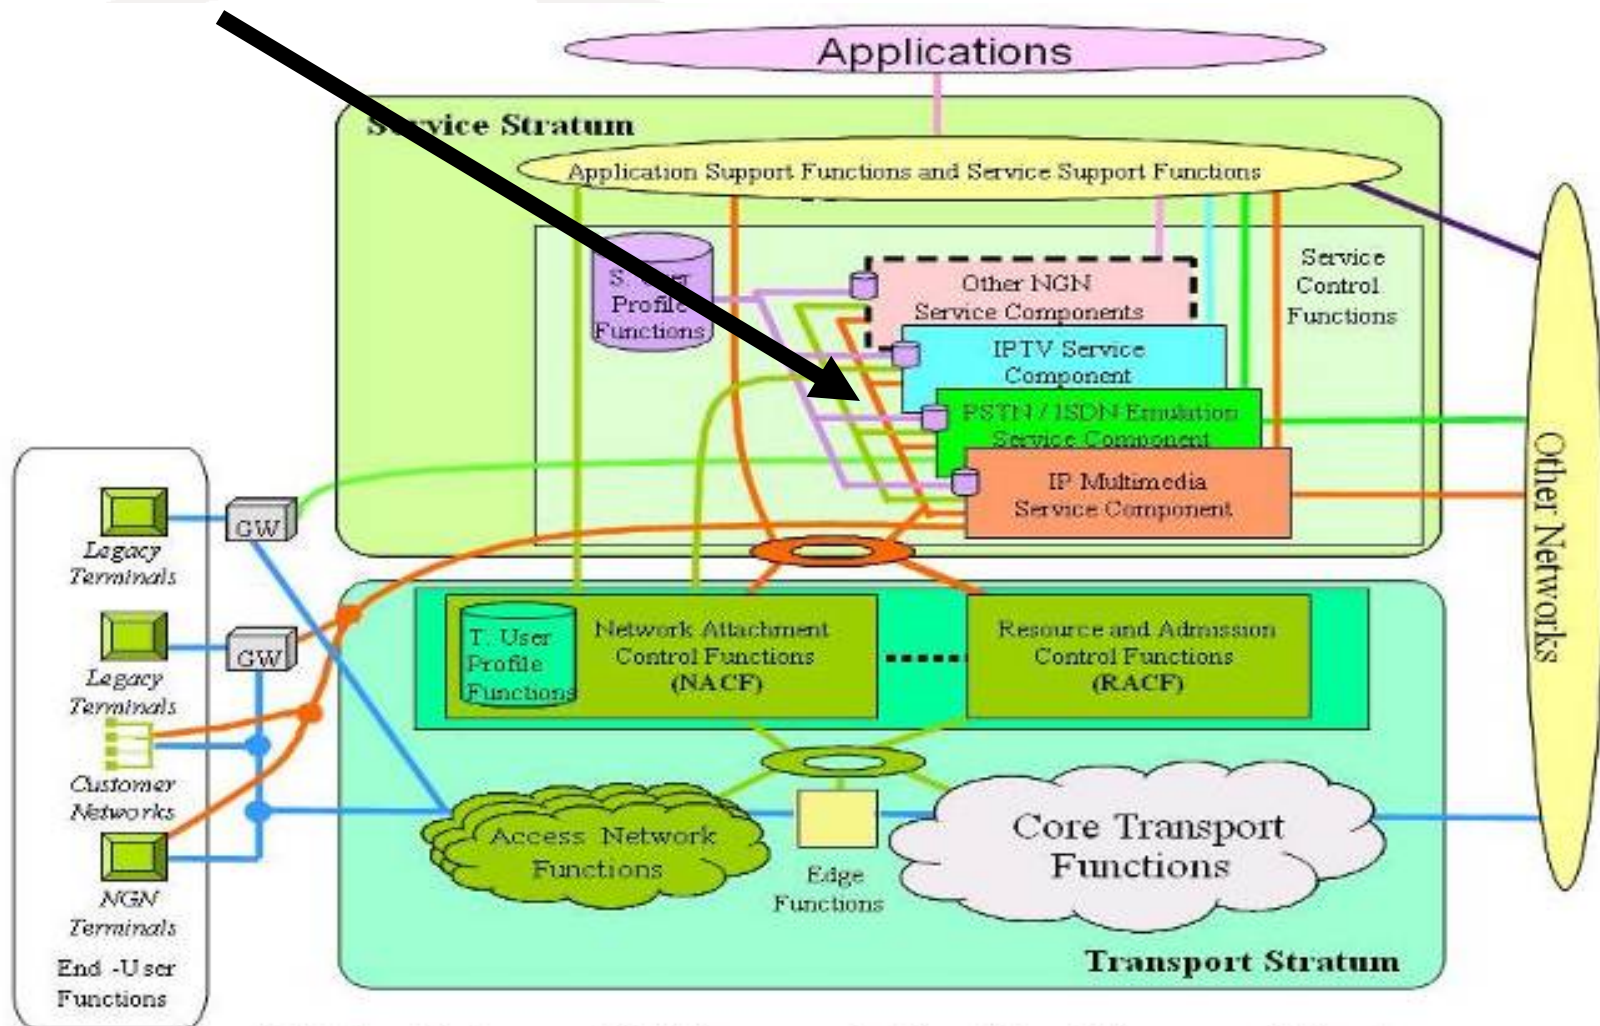 Applications
Service Stratum
Application Support Functions and Service Support Functions
S. User
Profile
Functions
Other NGN
Service Components
Service
Control
Functions
IPTV Service
Component
PSTN / ISDN Emulation
Service Component
IP Multimedia
Service Component
Other Networks
GW
Legacy
Terminals
GW
Legacy
Terminals
Customer
Networks
NGN
Terminals
End -User
Functions
T. User
Profile
Functions
Network Attachment
Control Functions
(NACF)
Resource and Admission
Control Functions
(RACF)
Access Network
Functions
Edge
Functions
Core Transport
Functions
Transport Stratum